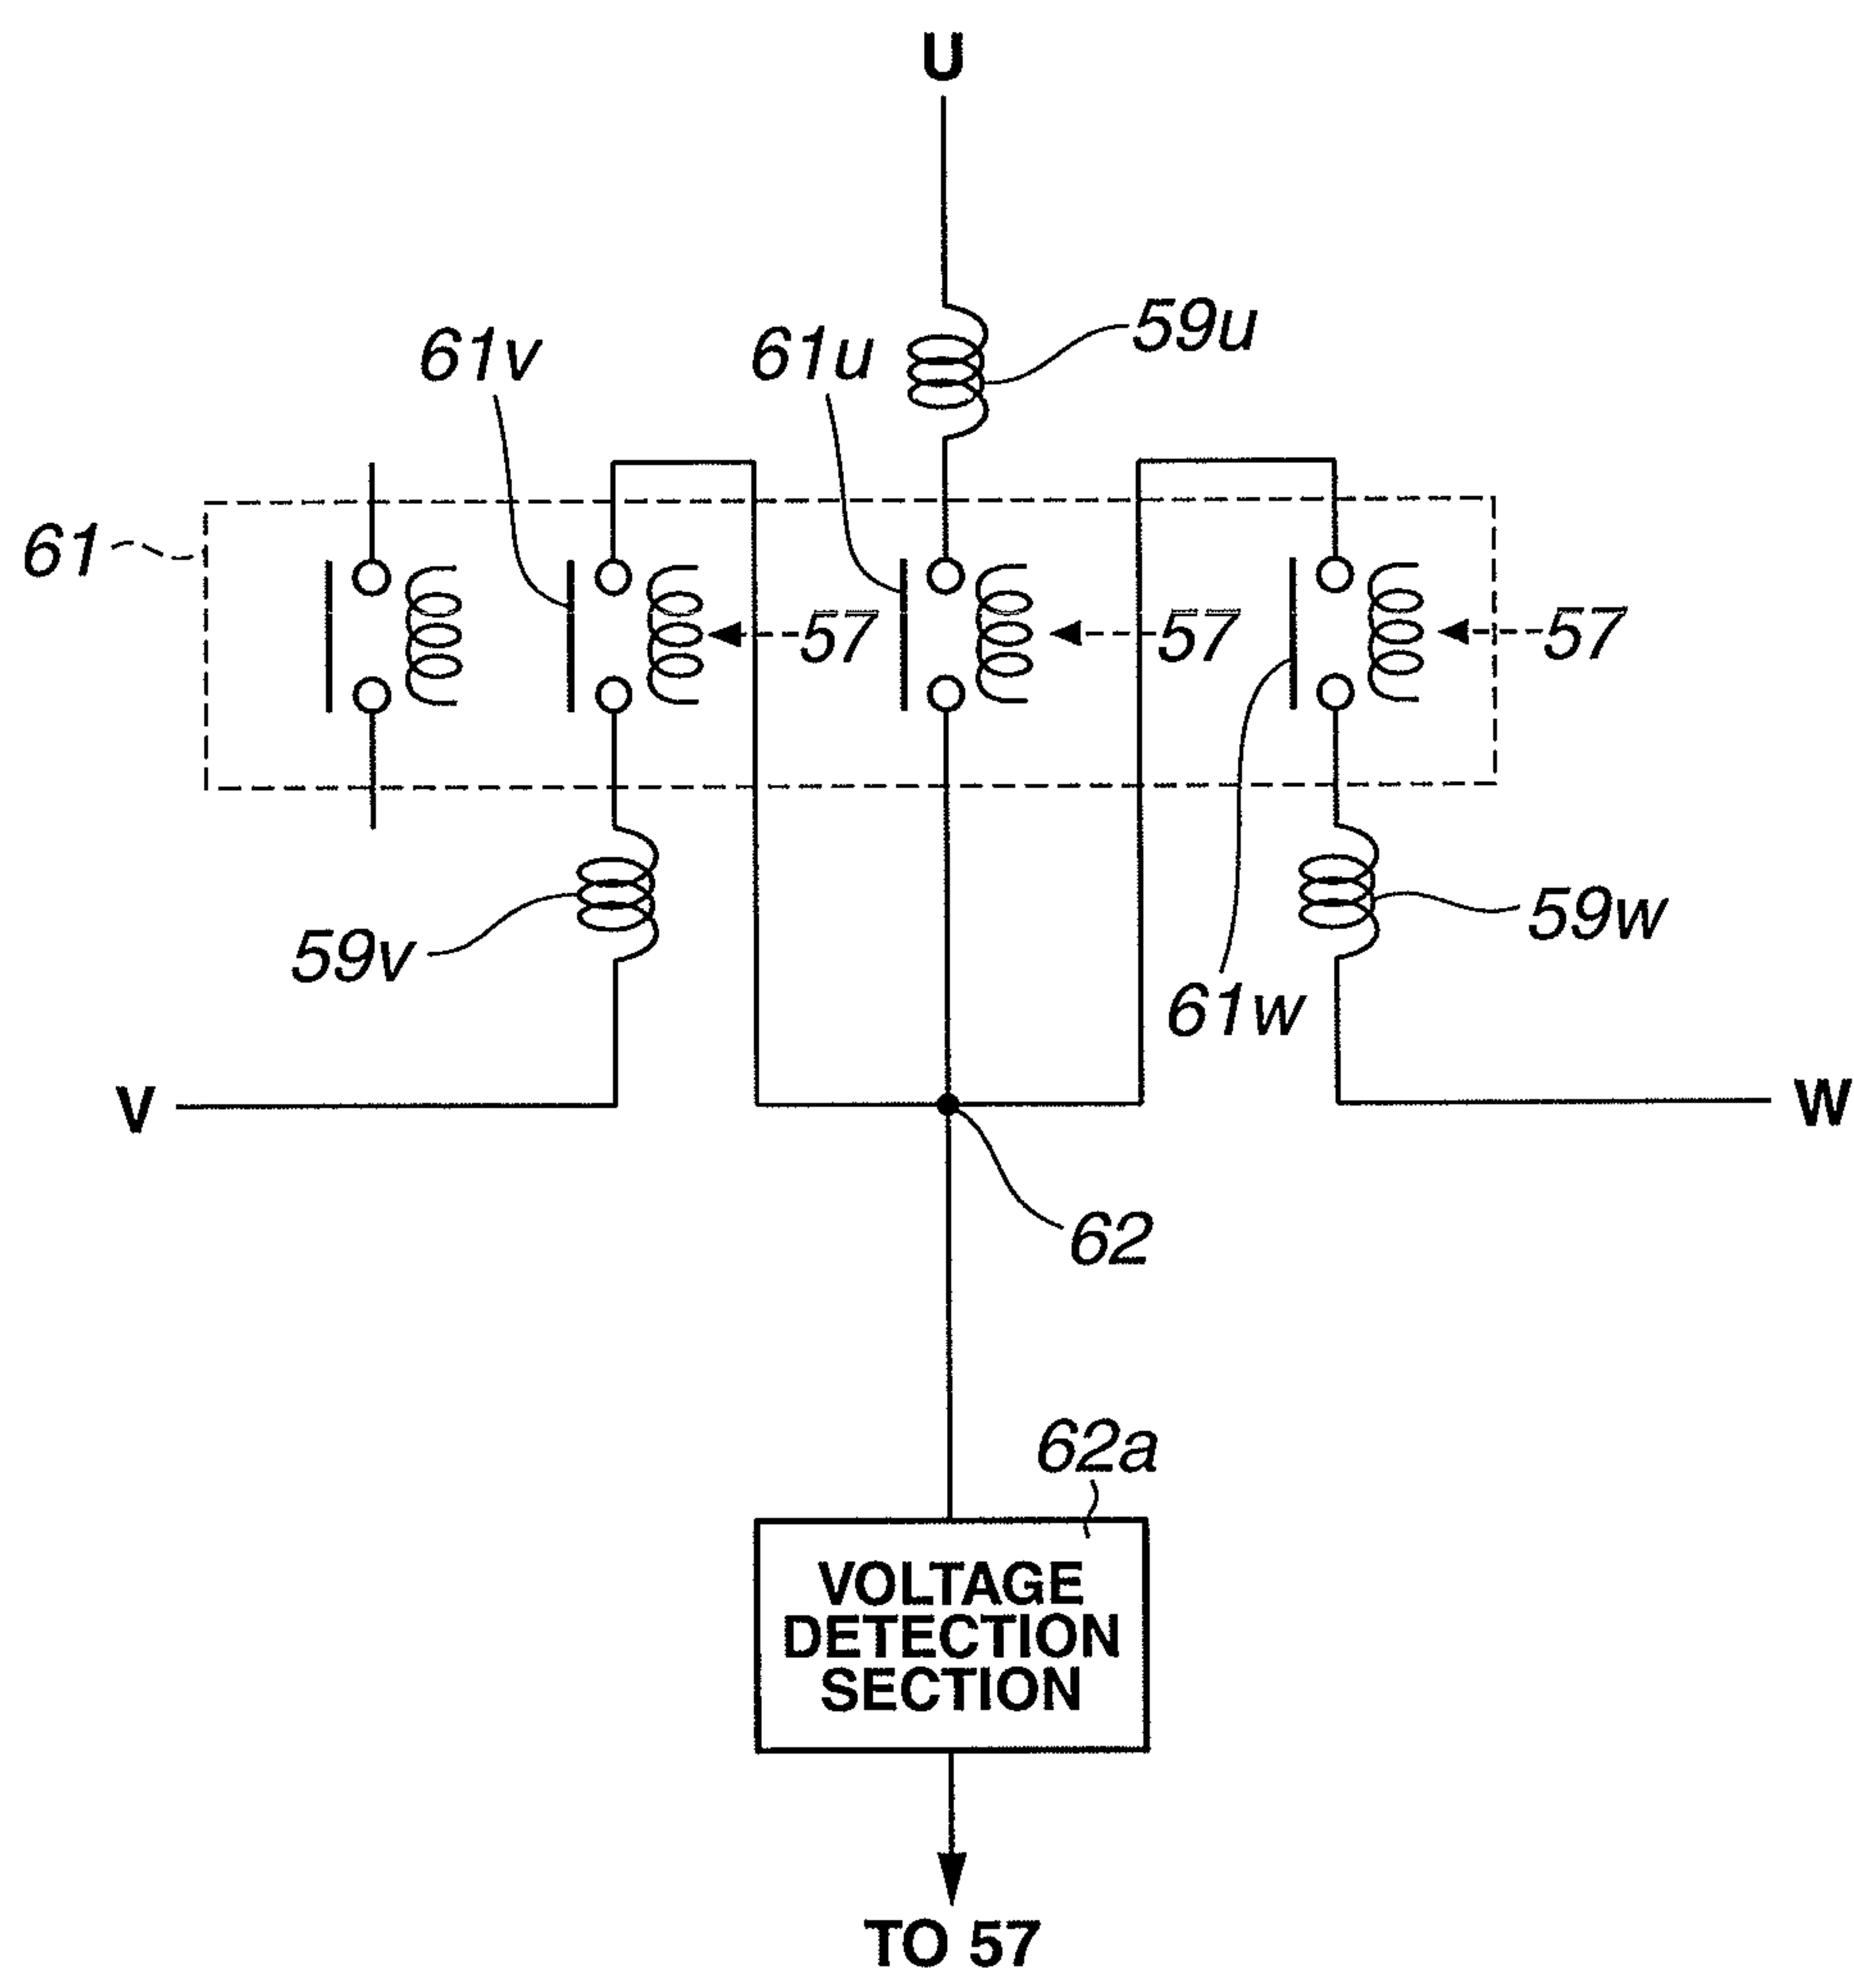 U
59u
61v
61u
61
57
57
57
59v
59w
61w
V
W
62
62a
VOLTAGE
DETECTION
SECTION
TO 57